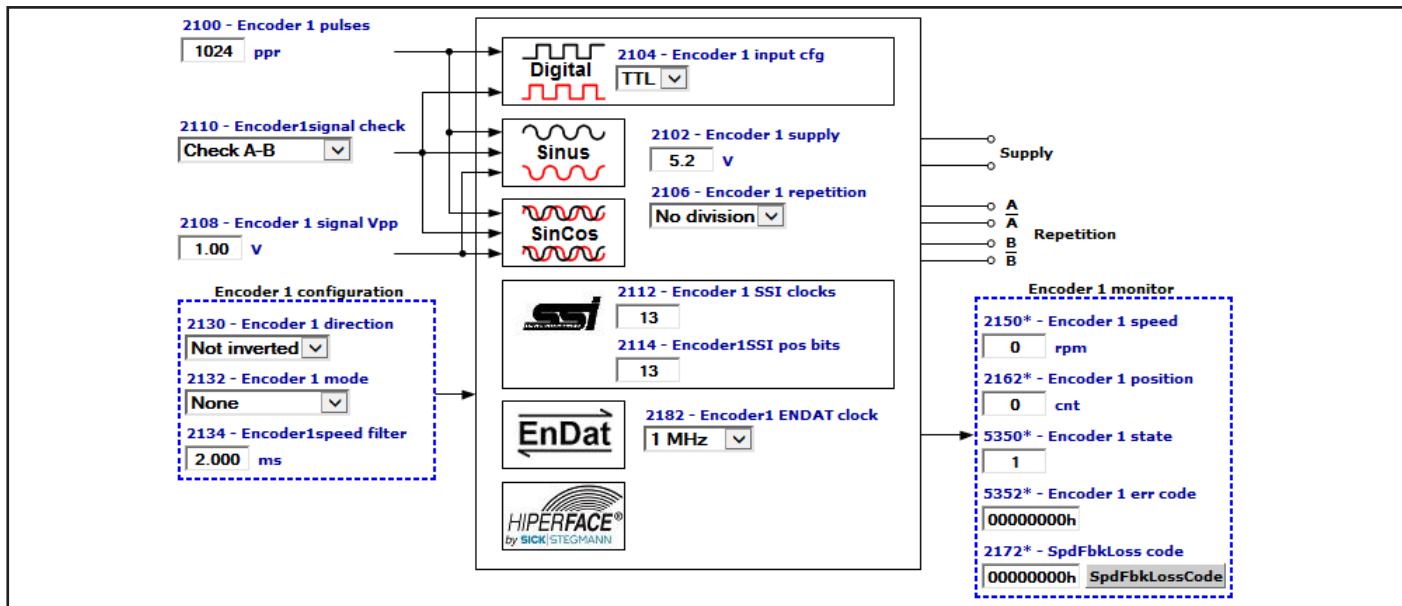 2100 - Encoder 1 pulses
1024 ppr
2110 - Encoder1signal check
Check A-B
2108 - Encoder 1 signal Vpp
1.00 V
Encoder 1 configuration
2130 - Encoder 1 direction
Not inverted
2132 - Encoder 1 mode
None
2134 - Encoder1speed filter
2.000 ms
Digital
2104 - Encoder 1 input cfg
TTL
Sinus
2102 - Encoder 1 supply
5.2 V
2106 - Encoder 1 repetition
No division
SinCos
SSI
2112 - Encoder 1 SSI clocks
13
2114 - Encoder1SSI pos bits
13
EnDat
2182 - Encoder1 ENDAT clock
1 MHz
HIPERFACE®
by SICK|STEGMANN
Supply
A
A̅
B
B̅
Repetition
Encoder 1 monitor
2150* - Encoder 1 speed
0 rpm
2162* - Encoder 1 position
0 cnt
5350* - Encoder 1 state
1
5352* - Encoder 1 err code
00000000h
2172* - SpdFbkLoss code
00000000h SpdFbkLossCode